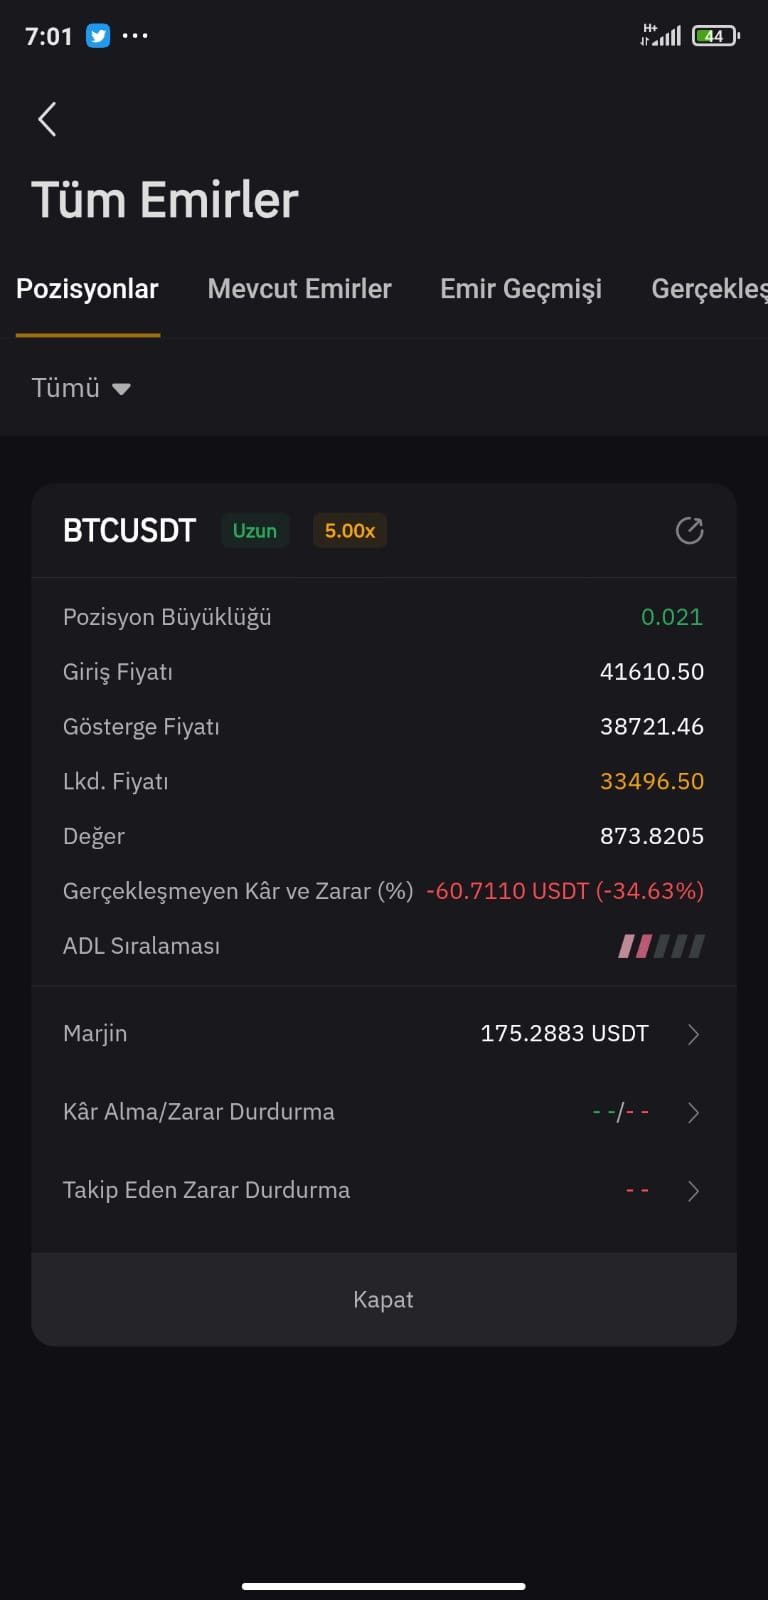 7:01 ... H+ 44
Tüm Emirler
Pozisyonlar Mevcut Emirler Emir Geçmişi Gerçekleş
Tümü
BTCUSDT Uzun 5.00x
Pozisyon Büyüklüğü 0.021
Giriş Fiyatı 41610.50
Gösterge Fiyatı 38721.46
Lkd. Fiyatı 33496.50
Değer 873.8205
Gerçekleşmeyen Kâr ve Zarar (%) -60.7110 USDT (-34.63%)
ADL Sıralaması
Marjin 175.2883 USDT
Kâr Alma/Zarar Durdurma - -/- -
Takip Eden Zarar Durdurma - -
Kapat